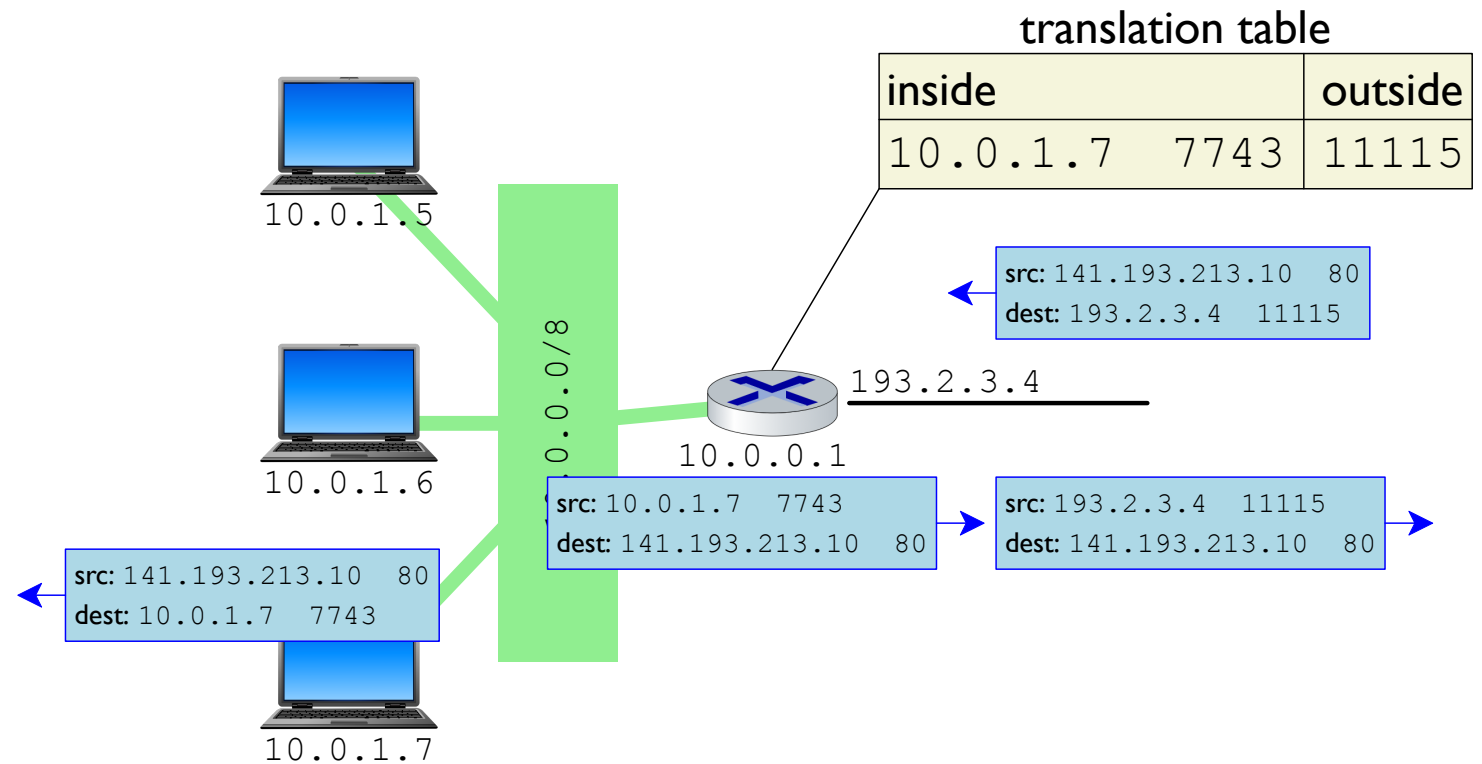 translation table
inside outside
10.0.1.7 7743 11115
10.0.1.5
src: 141.193.213.10 80
dest: 193.2.3.4 11115
.0.0.0/8
193.2.3.4
10.0.1.6
10.0.0.1
src: 10.0.1.7 7743
dest: 141.193.213.10 80
src: 193.2.3.4 11115
dest: 141.193.213.10 80
src: 141.193.213.10 80
dest: 10.0.1.7 7743
10.0.1.7